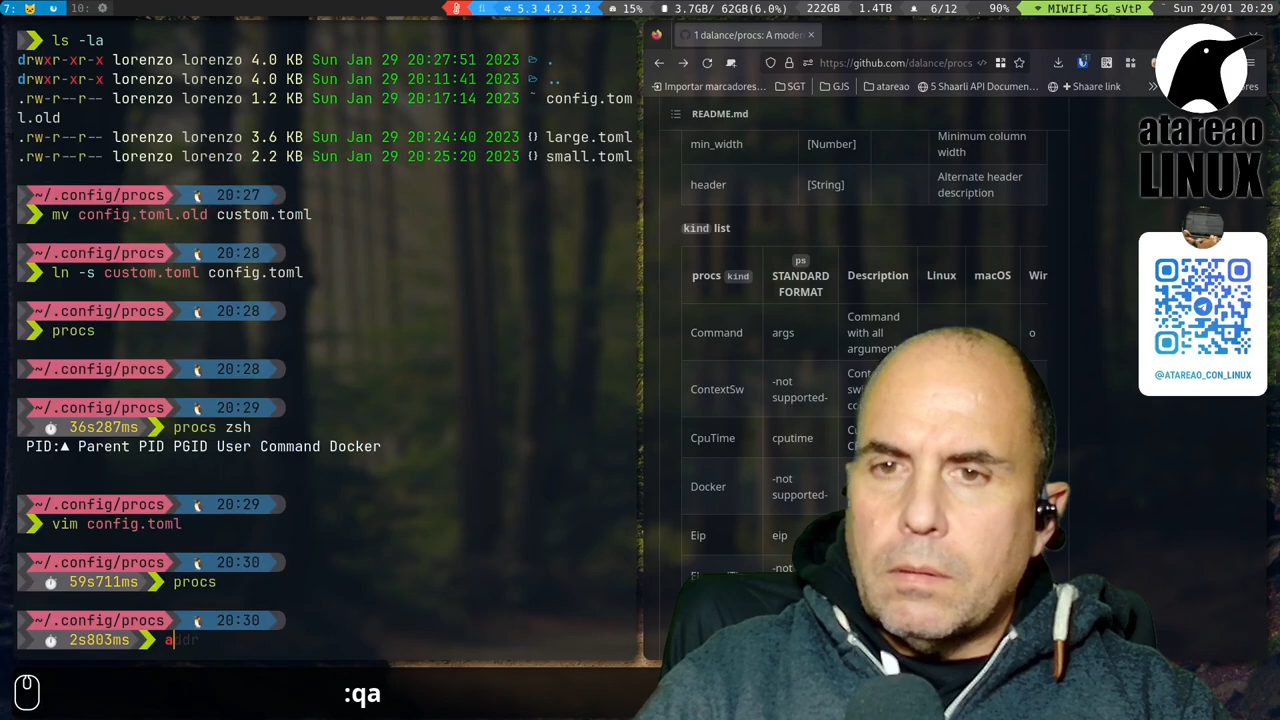 7:
10:
5.3 4.2 3.2
15%
3.7GB/ 62GB(6.0%)
222GB
1.4TB
6/12
90%
MIWIFI 5G sVtP
Sun 29/01 20:29
ls -la
drwxr-xr-x lorenzo lorenzo 4.0 KB Sun Jan 29 20:27:51 2023 .
drwxr-xr-x lorenzo lorenzo 4.0 KB Sun Jan 29 20:11:41 2023 ..
.rw-r--r-- lorenzo lorenzo 1.2 KB Sun Jan 29 20:17:14 2023 config.tom
l.old
.rw-r--r-- lorenzo lorenzo 3.6 KB Sun Jan 29 20:24:40 2023 {} large.toml
.rw-r--r-- lorenzo lorenzo 2.2 KB Sun Jan 29 20:25:20 2023 {} small.toml
~/.config/procs 20:27
mv config.toml.old custom.toml
~/.config/procs 20:28
ln -s custom.toml config.toml
~/.config/procs 20:28
procs
~/.config/procs 20:28
~/.config/procs 20:29
36s287ms procs zsh
PID:▲ Parent PID PGID User Command Docker
~/.config/procs 20:29
vim config.toml
~/.config/procs 20:30
59s711ms procs
~/.config/procs 20:30
2s803ms addr
:qa
1 dalance/procs: A moder
https://github.com/dalance/procs
Importar marcadores…
SGT
GJS
atareao
5 Shaarli API Documen…
Shaare link
README.md
min_width [Number] Minimum column
width
header [String] Alternate header
description
kind list
procs kind
ps
STANDARD
FORMAT
Description
Linux
macOS
Command
args
Command
with all
ContextSw
-not
supported-
CpuTime
cputime
Docker
-not
supported-
Eip
eip
-not
o
atareao
LINUX
@ATAREAO_CON_LINUX